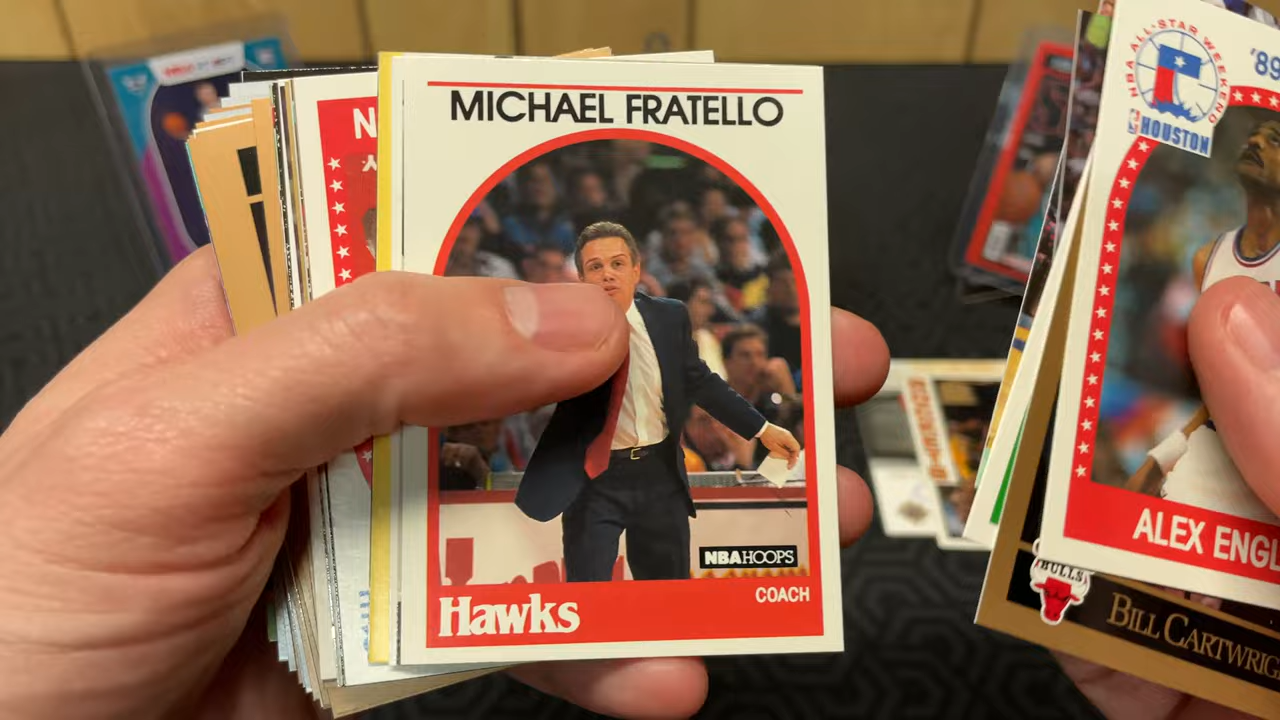 MICHAEL FRATELLO
NBA HOOPS
COACH
Hawks
N
NBA ALL-STAR WEEKEND
'89
HOUSTON
ALEX ENGL
BULLS
BILL CARTWRIG